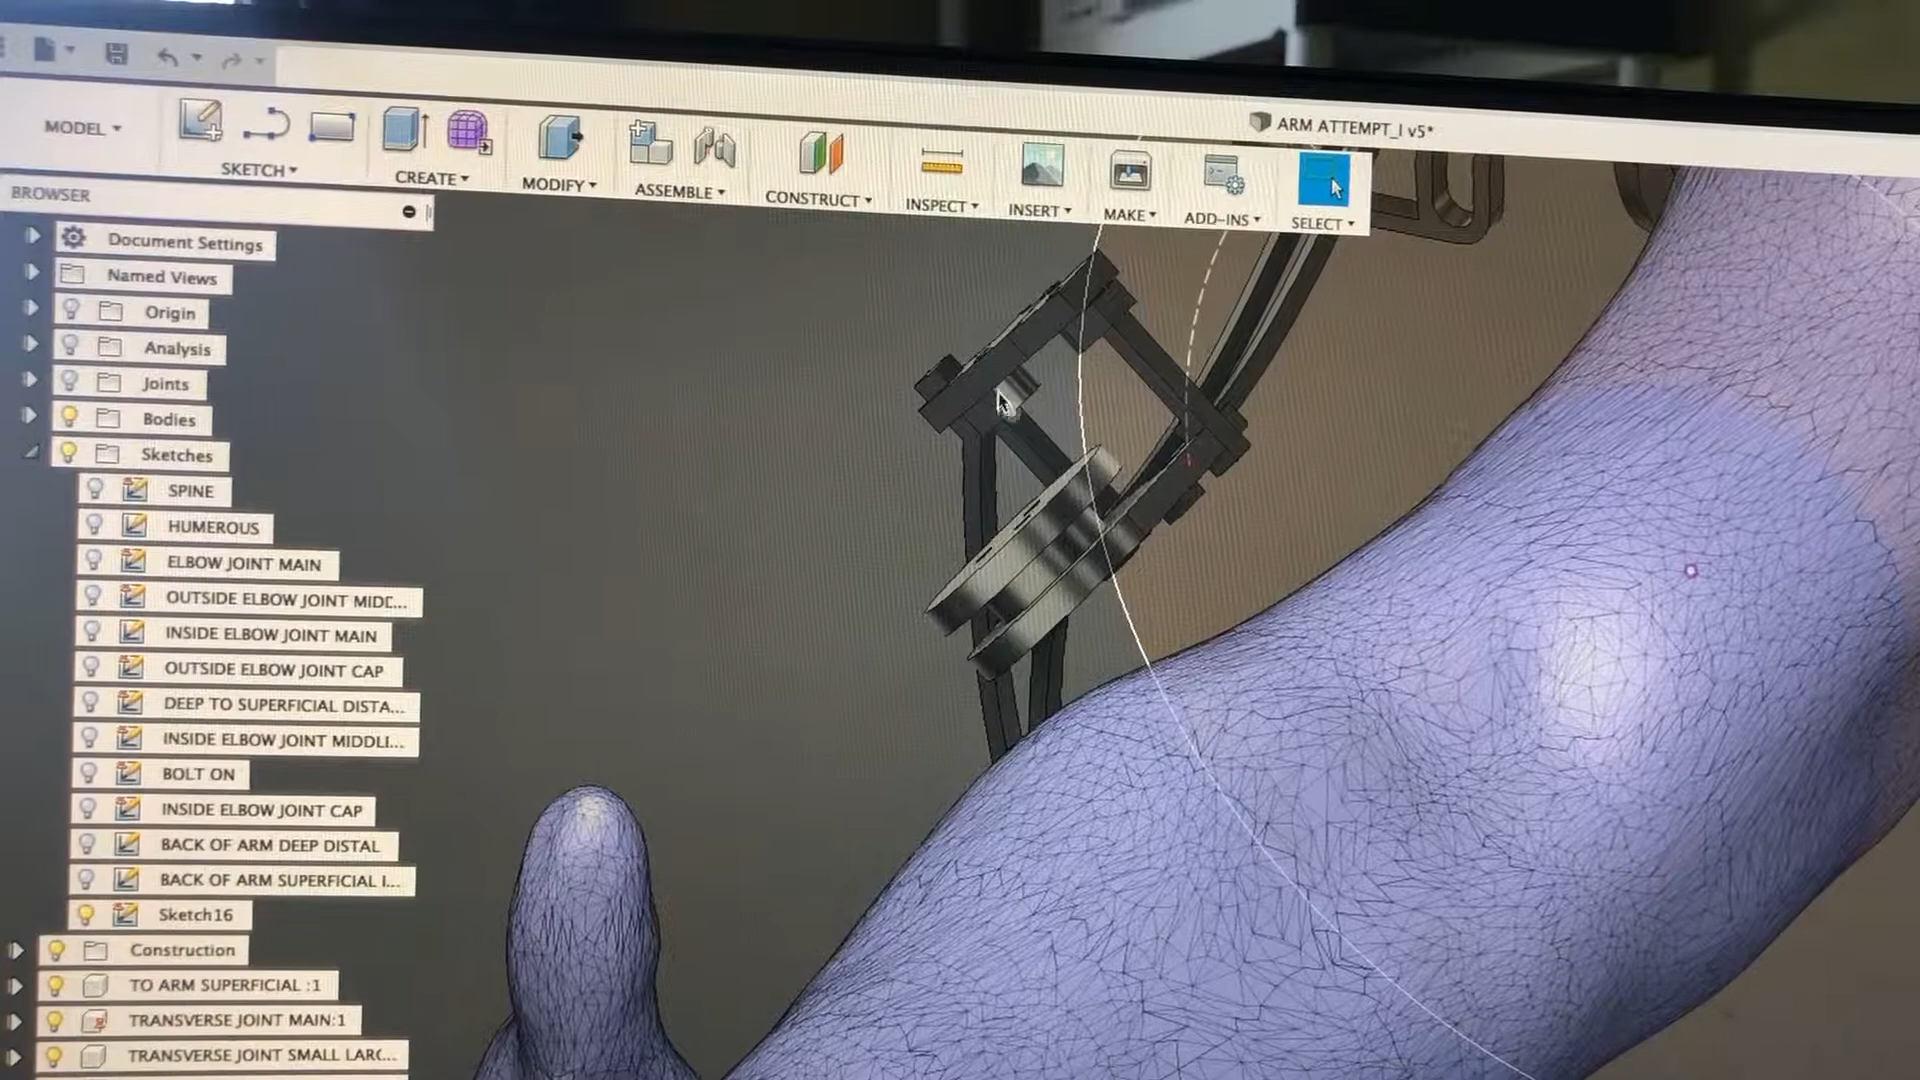 ARM ATTEMPT_I v5*
MODEL
SKETCH
CREATE
MODIFY
ASSEMBLE
CONSTRUCT
INSPECT
INSERT
MAKE
ADD-INS
SELECT
BROWSER
Document Settings
Named Views
Origin
Analysis
Joints
Bodies
Sketches
SPINE
HUMEROUS
ELBOW JOINT MAIN
OUTSIDE ELBOW JOINT MIDD...
INSIDE ELBOW JOINT MAIN
OUTSIDE ELBOW JOINT CAP
DEEP TO SUPERFICIAL DISTA...
INSIDE ELBOW JOINT MIDDLI...
BOLT ON
INSIDE ELBOW JOINT CAP
BACK OF ARM DEEP DISTAL
BACK OF ARM SUPERFICIAL I...
Sketch16
Construction
TO ARM SUPERFICIAL :1
TRANSVERSE JOINT MAIN:1
TRANSVERSE JOINT SMALL LARG...